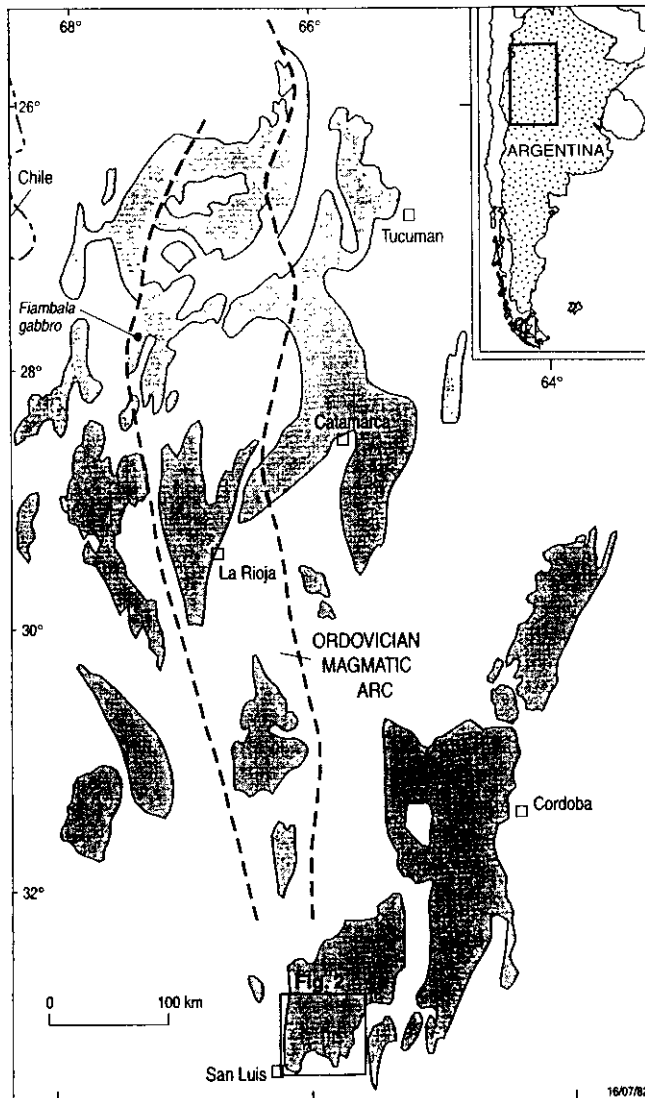 68°
66°
26°
ARGENTINA
Chile
Tucuman
Fiambala
gabbro
28°
64°
Catamarca
La Rioja
30°
ORDOVICIAN
MAGMATIC
ARC
Cordoba
32°
Fig. 2
0
100 km
San Luis
16/07/82